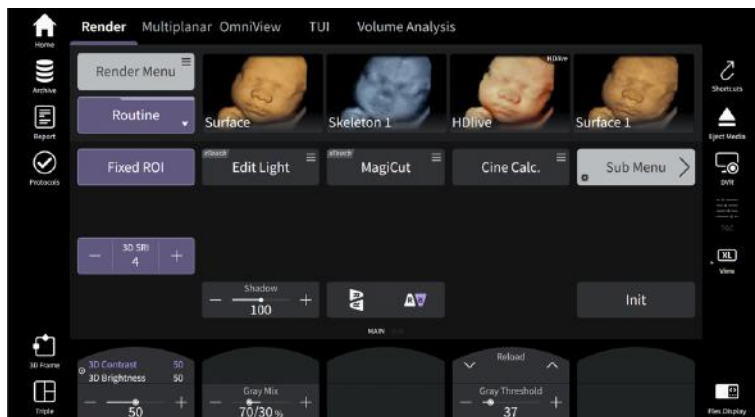 Render Multiplanar OmniView TUI Volume Analysis
Home
Archive
Report
Protocols
3D Frame
Triple
Render Menu
Routine
Surface
Skeleton 1
HDlive
HDlive
Surface 1
Fixed ROI
Edit Light
MagiCut
Cine Calc.
Sub Menu
3D SRI
4
Shadow
100
Init
MAIN
3D Contrast 50
3D Brightness 50
50
Gray Mix
70/30 %
Reload
Gray Threshold
37
Shortcuts
Eject Media
DVR
TGC
XL
View
Flex Display